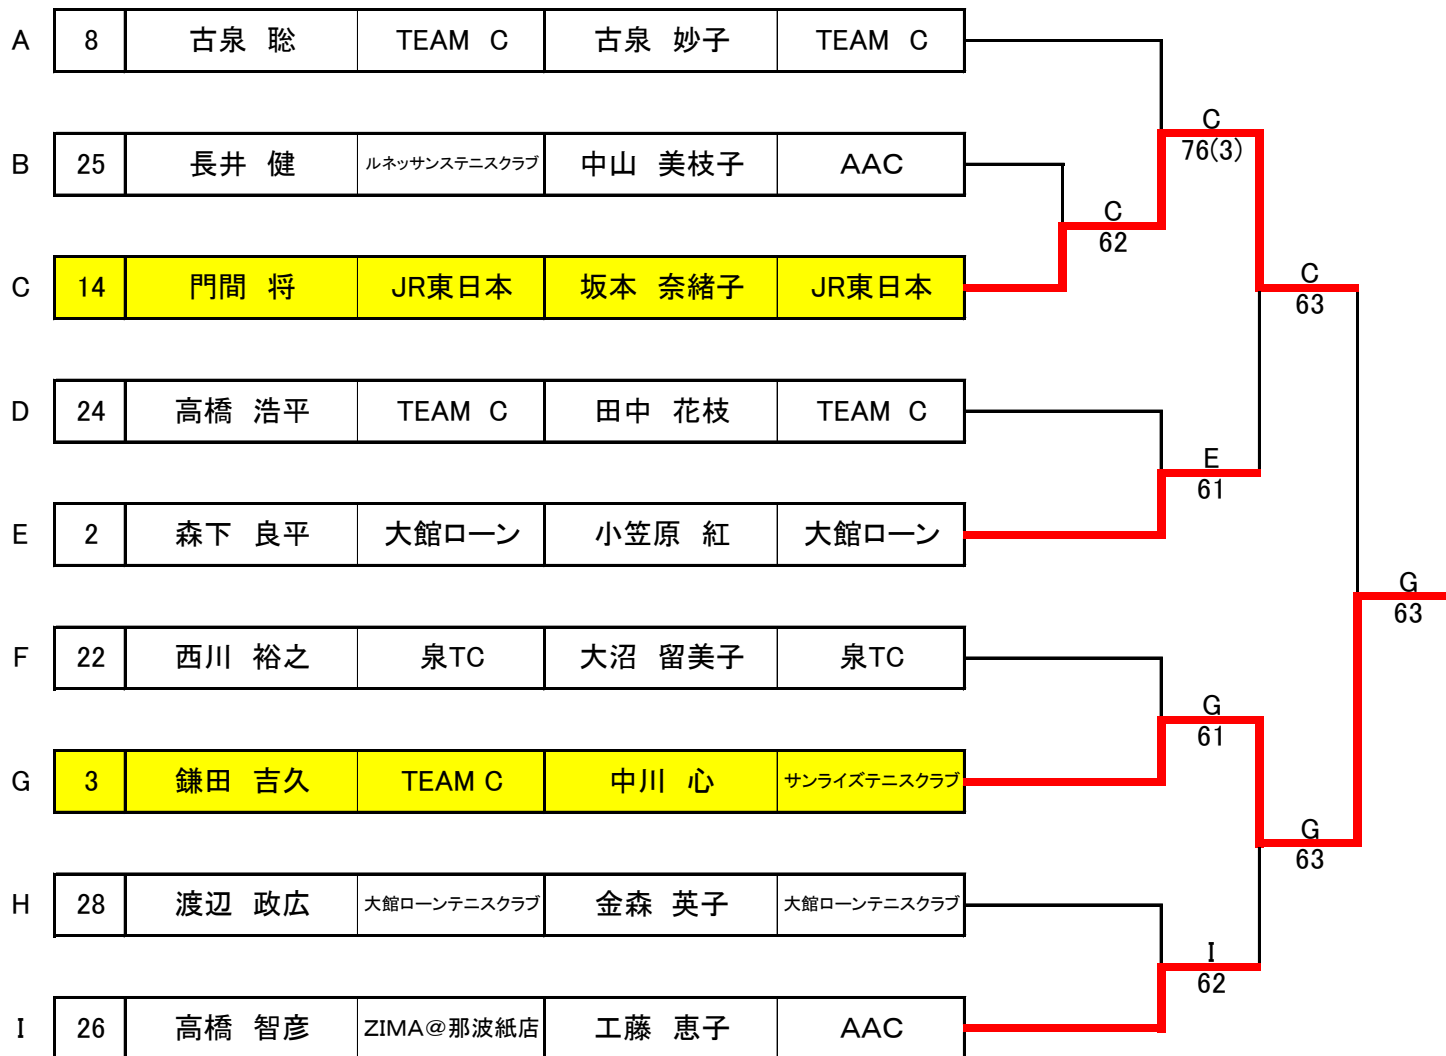 A 8 古泉 聡 TEAM C 古泉 妙子 TEAM C
C
76(3)
B 25 長井 健 ルネッサンステニスクラブ 中山 美枝子 AAC
C
62
C 14 門間 将 JR東日本 坂本 奈緒子 JR東日本
C
63
D 24 高橋 浩平 TEAM C 田中 花枝 TEAM C
E
61
E 2 森下 良平 大館ローン 小笠原 紅 大館ローン
G
63
F 22 西川 裕之 泉TC 大沼 留美子 泉TC
G
61
G 3 鎌田 吉久 TEAM C 中川 心 サンライズテニスクラブ
G
63
H 28 渡辺 政広 大館ローンテニスクラブ 金森 英子 大館ローンテニスクラブ
I
62
I 26 高橋 智彦 ZIMA@那波紙店 工藤 恵子 AAC